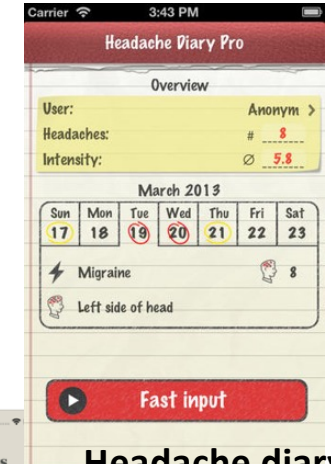 Carrier 3:43 PM
Headache Diary Pro
Overview
User: Anonym >
Headaches: # 8
Intensity: Ø 5.8
March 2013
Sun Mon Tue Wed Thu Fri Sat
17 18 19 20 21 22 23
Migraine 8
Left side of head
Fast input
Headache diary